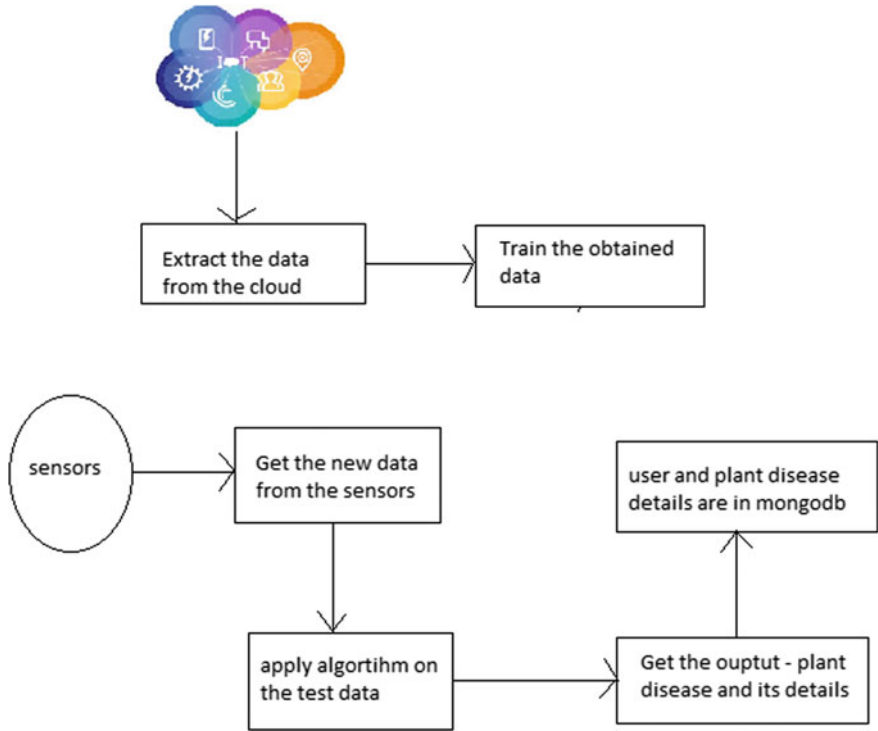 I T
Extract the data
from the cloud
Train the obtained
data
sensors
Get the new data
from the sensors
user and plant disease
details are in mongodb
apply algortihm on
the test data
Get the ouptut - plant
disease and its details